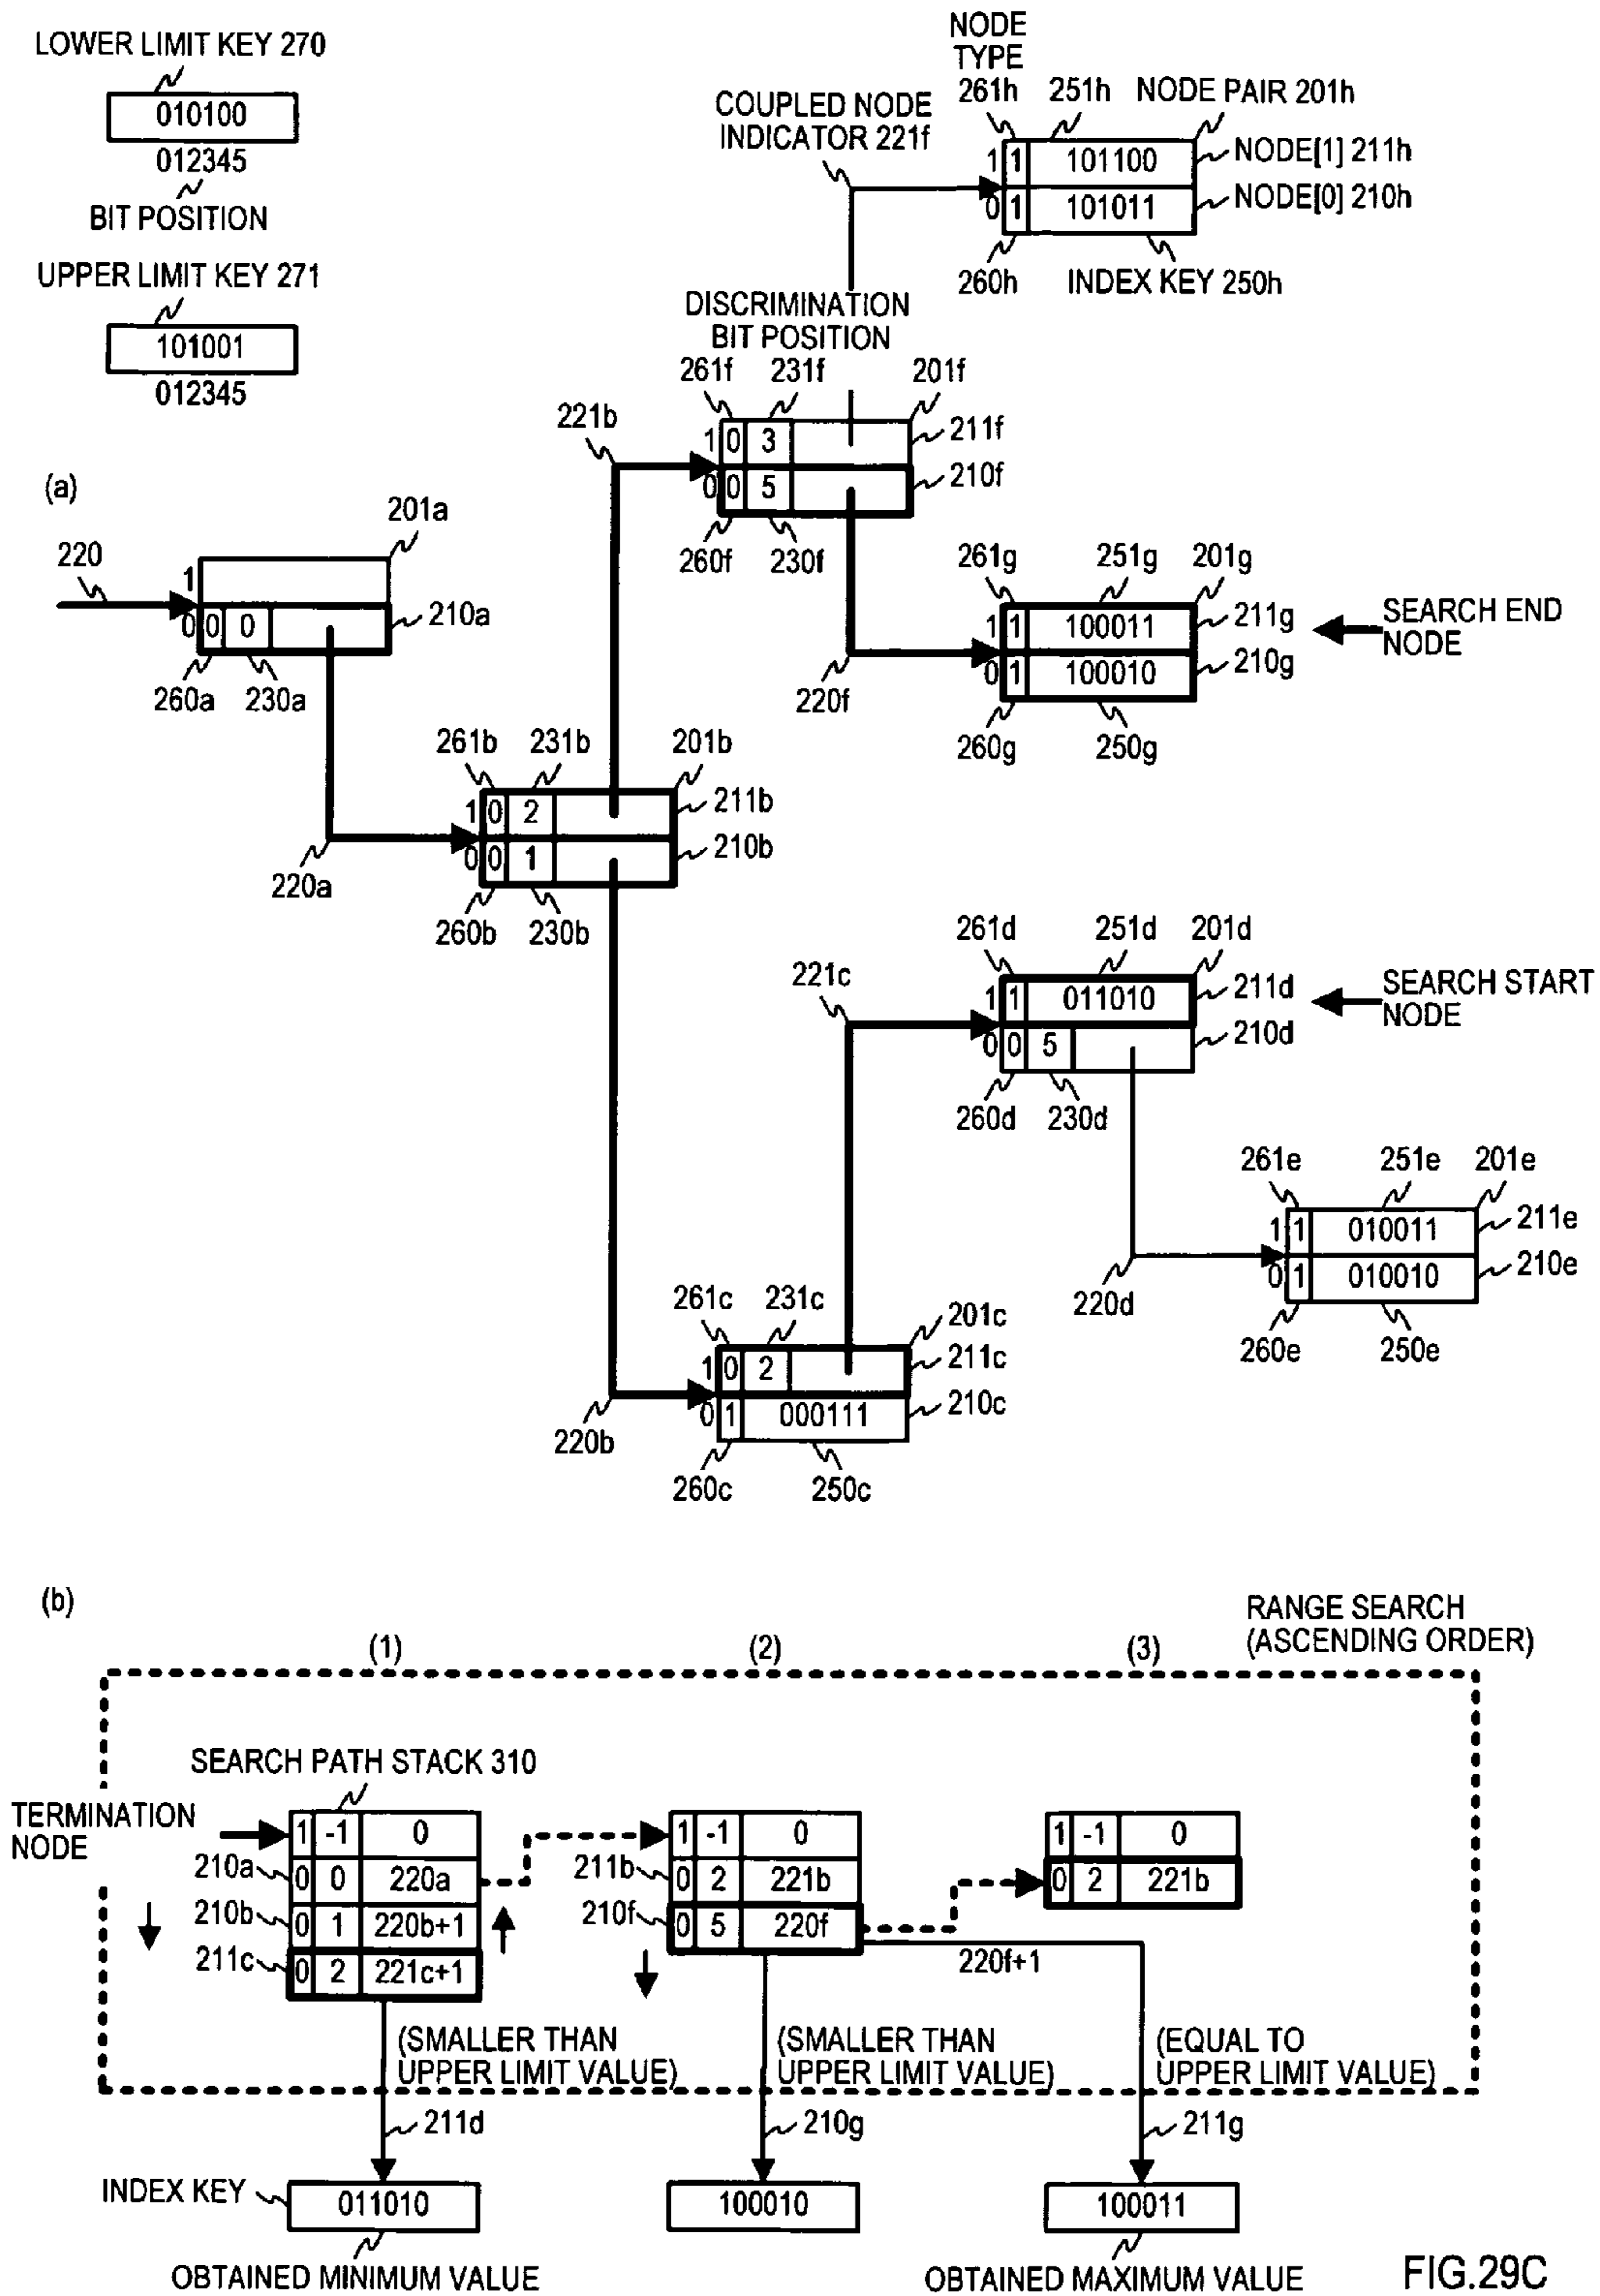 LOWER LIMIT KEY 270
010100
012345
BIT POSITION
UPPER LIMIT KEY 271
101001
012345
NODE
TYPE
261h 251h NODE PAIR 201h
COUPLED NODE
INDICATOR 221f
1 1 101100 NODE[1] 211h
0 1 101011 NODE[0] 210h
260h INDEX KEY 250h
DISCRIMINATION
BIT POSITION
261f 231f 201f
221b
1 0 3 211f
0 0 5 210f
260f 230f
(a)
201a
220
1
0 0 0 210a
260a 230a
261g 251g 201g
1 1 100011 211g
0 1 100010 210g
SEARCH END
NODE
220f
260g 250g
261b 231b 201b
1 0 2 211b
0 0 1 210b
220a
260b 230b
261d 251d 201d
221c
1 1 011010 211d
0 0 5 210d
SEARCH START
NODE
260d 230d
261e 251e 201e
1 1 010011 211e
0 1 010010 210e
220d
260e 250e
261c 231c 201c
1 0 2 211c
0 1 000111 210c
220b
260c 250c
(b)
RANGE SEARCH
(ASCENDING ORDER)
(1) (2) (3)
SEARCH PATH STACK 310
TERMINATION
NODE
1 -1 0
210a 0 0 220a
210b 0 1 220b+1
211c 0 2 221c+1
1 -1 0
211b 0 2 221b
210f 0 5 220f
1 -1 0
0 2 221b
220f+1
(SMALLER THAN
UPPER LIMIT VALUE)
(SMALLER THAN
UPPER LIMIT VALUE)
(EQUAL TO
UPPER LIMIT VALUE)
211d 210g 211g
INDEX KEY
011010 100010 100011
OBTAINED MINIMUM VALUE
OBTAINED MAXIMUM VALUE
FIG.29C